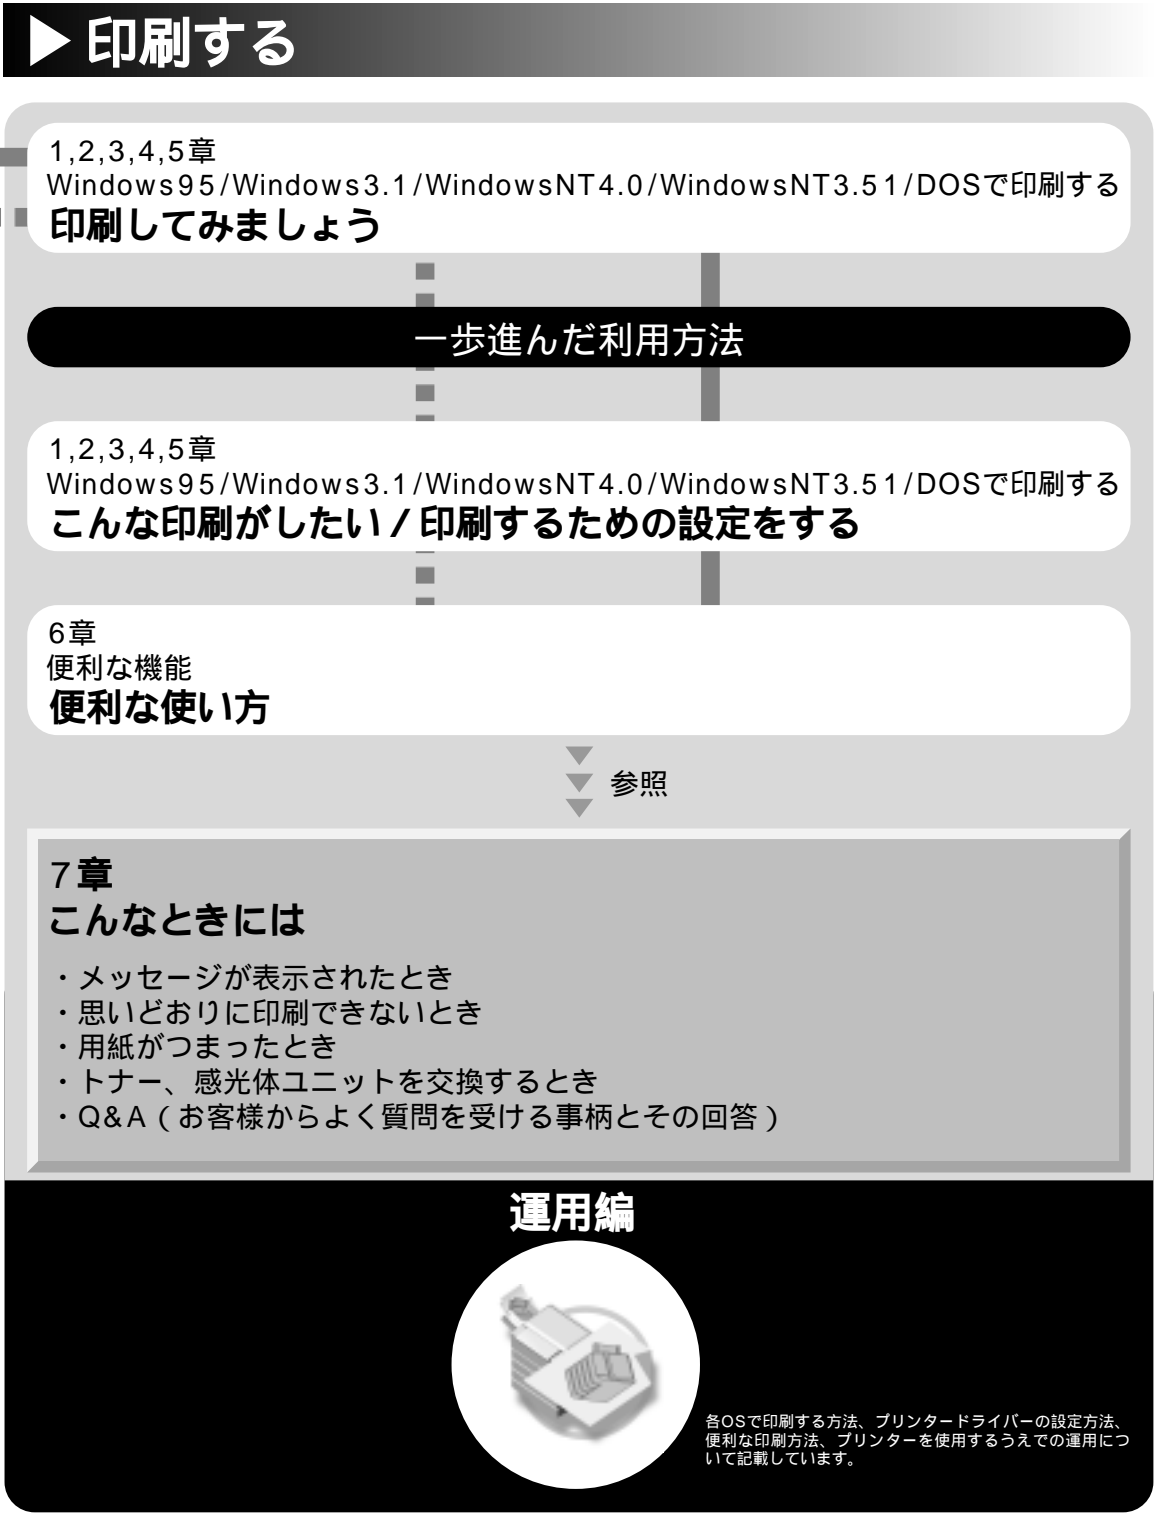 ▶印刷する
1,2,3,4,5章
Windows95/Windows3.1/WindowsNT4.0/WindowsNT3.51/DOSで印刷する
印刷してみましょう
一歩進んだ利用方法
1,2,3,4,5章
Windows95/Windows3.1/WindowsNT4.0/WindowsNT3.51/DOSで印刷する
こんな印刷がしたい/印刷するための設定をする
6章
便利な機能
便利な使い方
参照
7章
こんなときには
・メッセージが表示されたとき
・思いどおりに印刷できないとき
・用紙がつまったとき
・トナー、感光体ユニットを交換するとき
・Q&A(お客様からよく質問を受ける事柄とその回答)
運用編
各OSで印刷する方法、プリンタードライバーの設定方法、
便利な印刷方法、プリンターを使用するうえでの運用につ
いて記載しています。